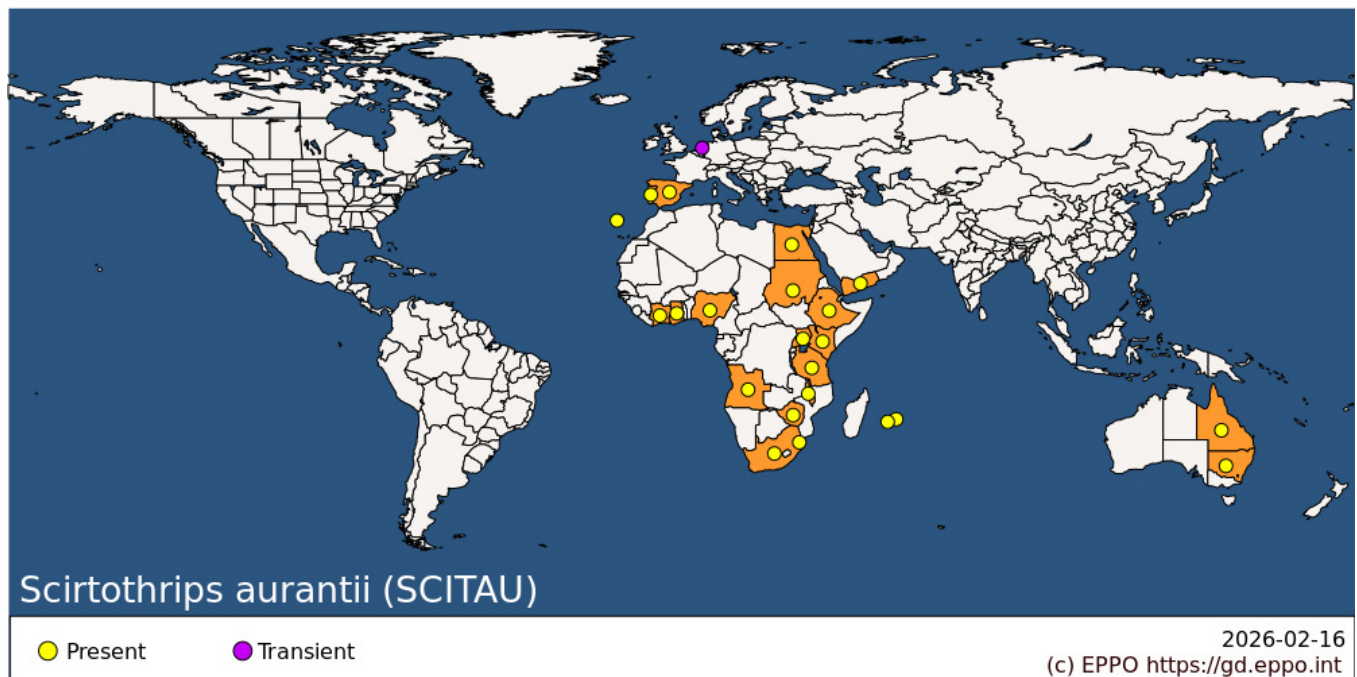 Scirtothrips aurantii (SCITAU)
Present
Transient
2026-02-16
(c) EPPO https://gd.eppo.int